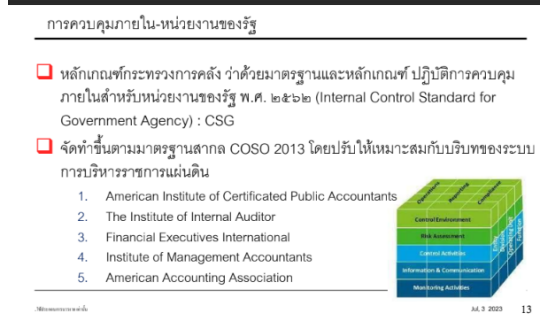 การควบคุมภายใน-หน่วยงานของรัฐ
หลักเกณฑ์กระทรวงการคลัง ว่าด้วยมาตรฐานและหลักเกณฑ์ ปฏิบัติการควบคุม
ภายในสำหรับหน่วยงานของรัฐ พ.ศ. ๒๕๖๒ (Internal Control Standard for
Government Agency) : CSG
จัดทำขึ้นตามมาตรฐานสากล COSO 2013 โดยปรับให้เหมาะสมกับบริบทของระบบ
การบริหารราชการแผ่นดิน
1. American Institute of Certificated Public Accountants
2. The Institute of Internal Auditor
3. Financial Executives International
4. Institute of Management Accountants
5. American Accounting Association
Operations
Reporting
Compliance
Control Environment
Risk Assessment
Control Activities
Information & Communication
Monitoring Activities
JuL 3 2023
13